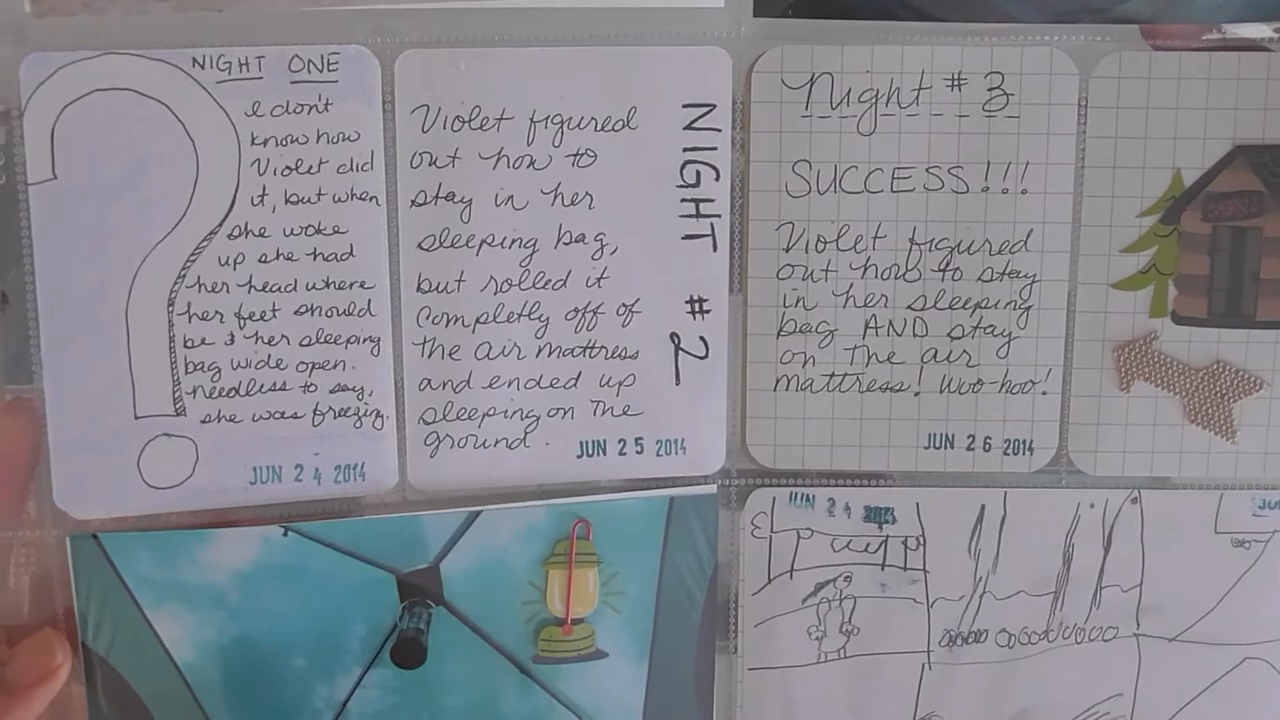 NIGHT ONE
I don't
know how
Violet did
it, but when
she woke
up she had
her head where
her feet should
be & her sleeping
bag wide open.
needless to say,
she was freezing.
JUN 24 2014
Violet figured
out how to
stay in her
sleeping bag,
but rolled it
completly off of
the air mattress
and ended up
sleeping on the
ground.
NIGHT #2
JUN 25 2014
Night #3
SUCCESS!!!
Violet figured
out how to stay
in her sleeping
bag AND stay
on the air
mattress! Woo-hoo!
JUN 26 2014
JUN 24 2014
JU